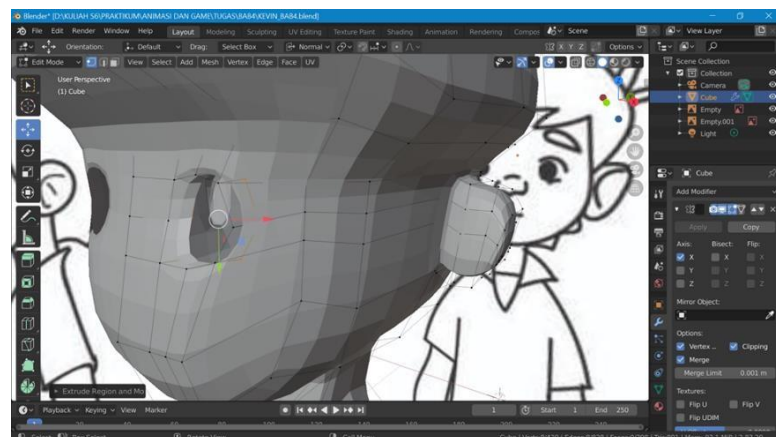 Blender* [D:\KULIAH S6\PRAKTIKUM\ANIMASI DAN GAME\TUGAS\BAB4\KEVIN_BAB4.blend]
File Edit Render Window Help Layout Modeling Sculpting UV Editing Texture Paint Shading Animation Rendering Compo Scene View Layer
Orientation: Default Drag: Select Box Normal X Y Z Options
Edit Mode View Select Add Mesh Vertex Edge Face UV
User Perspective
(1) Cube
Scene Collection
Collection
Camera
Cube
Empty
Empty.001
Light
Cube
Add Modifier
Apply Copy
Axis: Bisect: Flip:
X X X
Y Y Y
Z Z Z
Mirror Object:
Options:
Vertex .. Clipping
Merge
Merge Limit 0.001 m
Textures:
Flip U Flip V
Flip UDIM
Extrude Region and Mo
Playback Keying View Marker 1 Start 1 End 250